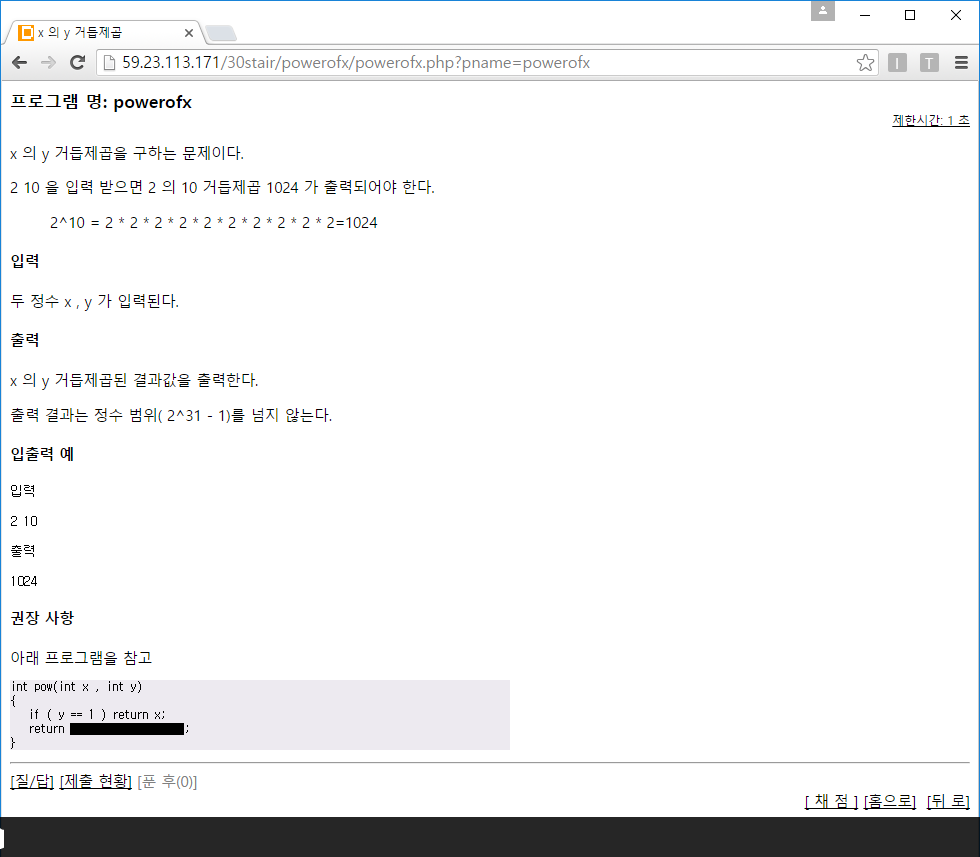 x 의 y 거듭제곱
59.23.113.171/30stair/powerofx/powerofx.php?pname=powerofx
I
T
프로그램 명: powerofx
제한시간: 1 초
x 의 y 거듭제곱을 구하는 문제이다.
2 10 을 입력 받으면 2 의 10 거듭제곱 1024 가 출력되어야 한다.
2^10 = 2 * 2 * 2 * 2 * 2 * 2 * 2 * 2 * 2 * 2=1024
입력
두 정수 x , y 가 입력된다.
출력
x 의 y 거듭제곱된 결과값을 출력한다.
출력 결과는 정수 범위( 2^31 - 1)를 넘지 않는다.
입출력 예
입력
2 10
출력
1024
권장 사항
아래 프로그램을 참고
int pow(int x , int y)
{
if ( y == 1 ) return x;
return ;
}
[질/답] [제출 현황] [푼 후(0)]
[ 채 점 ] [홈으로] [뒤 로]